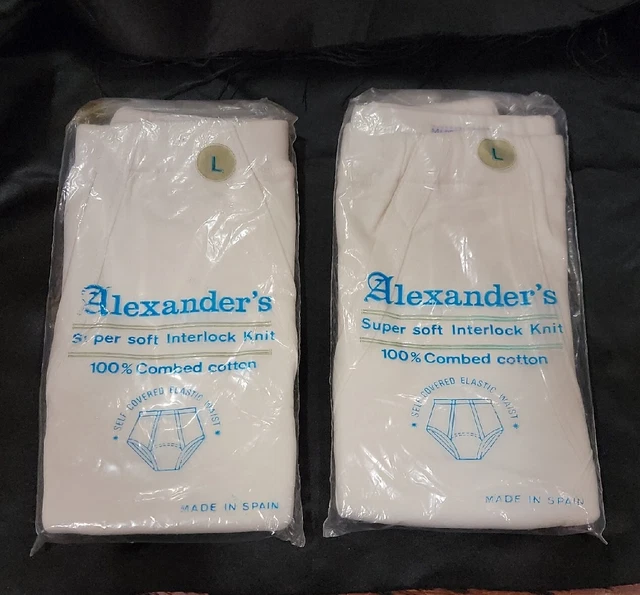 L
Alexander's
Super soft Interlock Knit
100% Combed cotton
SELF COVERED ELASTIC WAIST
MADE IN SPAIN
L
Alexander's
Super soft Interlock Knit
100% Combed cotton
SELF COVERED ELASTIC WAIST
MADE IN SPAIN